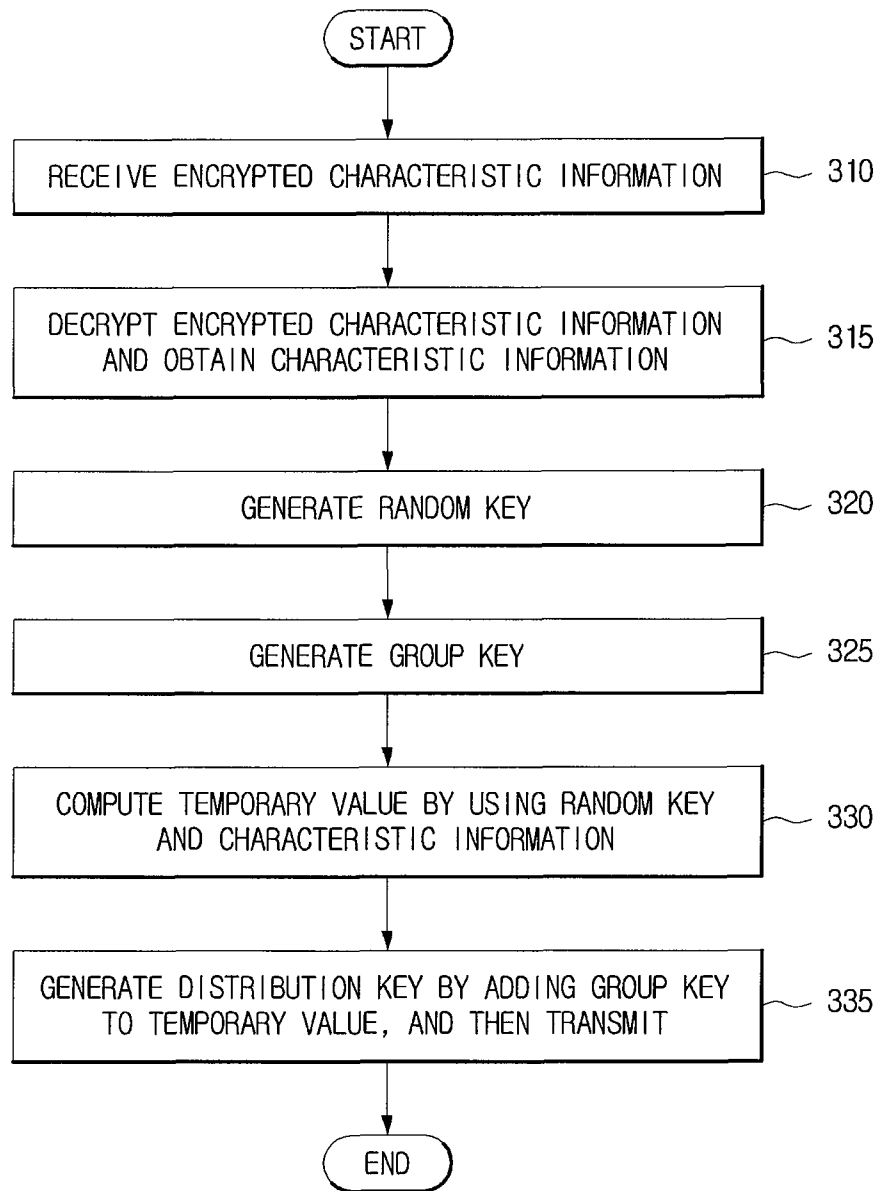 START
RECEIVE ENCRYPTED CHARACTERISTIC INFORMATION
310
DECRYPT ENCRYPTED CHARACTERISTIC INFORMATION
AND OBTAIN CHARACTERISTIC INFORMATION
315
GENERATE RANDOM KEY
320
GENERATE GROUP KEY
325
COMPUTE TEMPORARY VALUE BY USING RANDOM KEY
AND CHARACTERISTIC INFORMATION
330
GENERATE DISTRIBUTION KEY BY ADDING GROUP KEY
TO TEMPORARY VALUE, AND THEN TRANSMIT
335
END